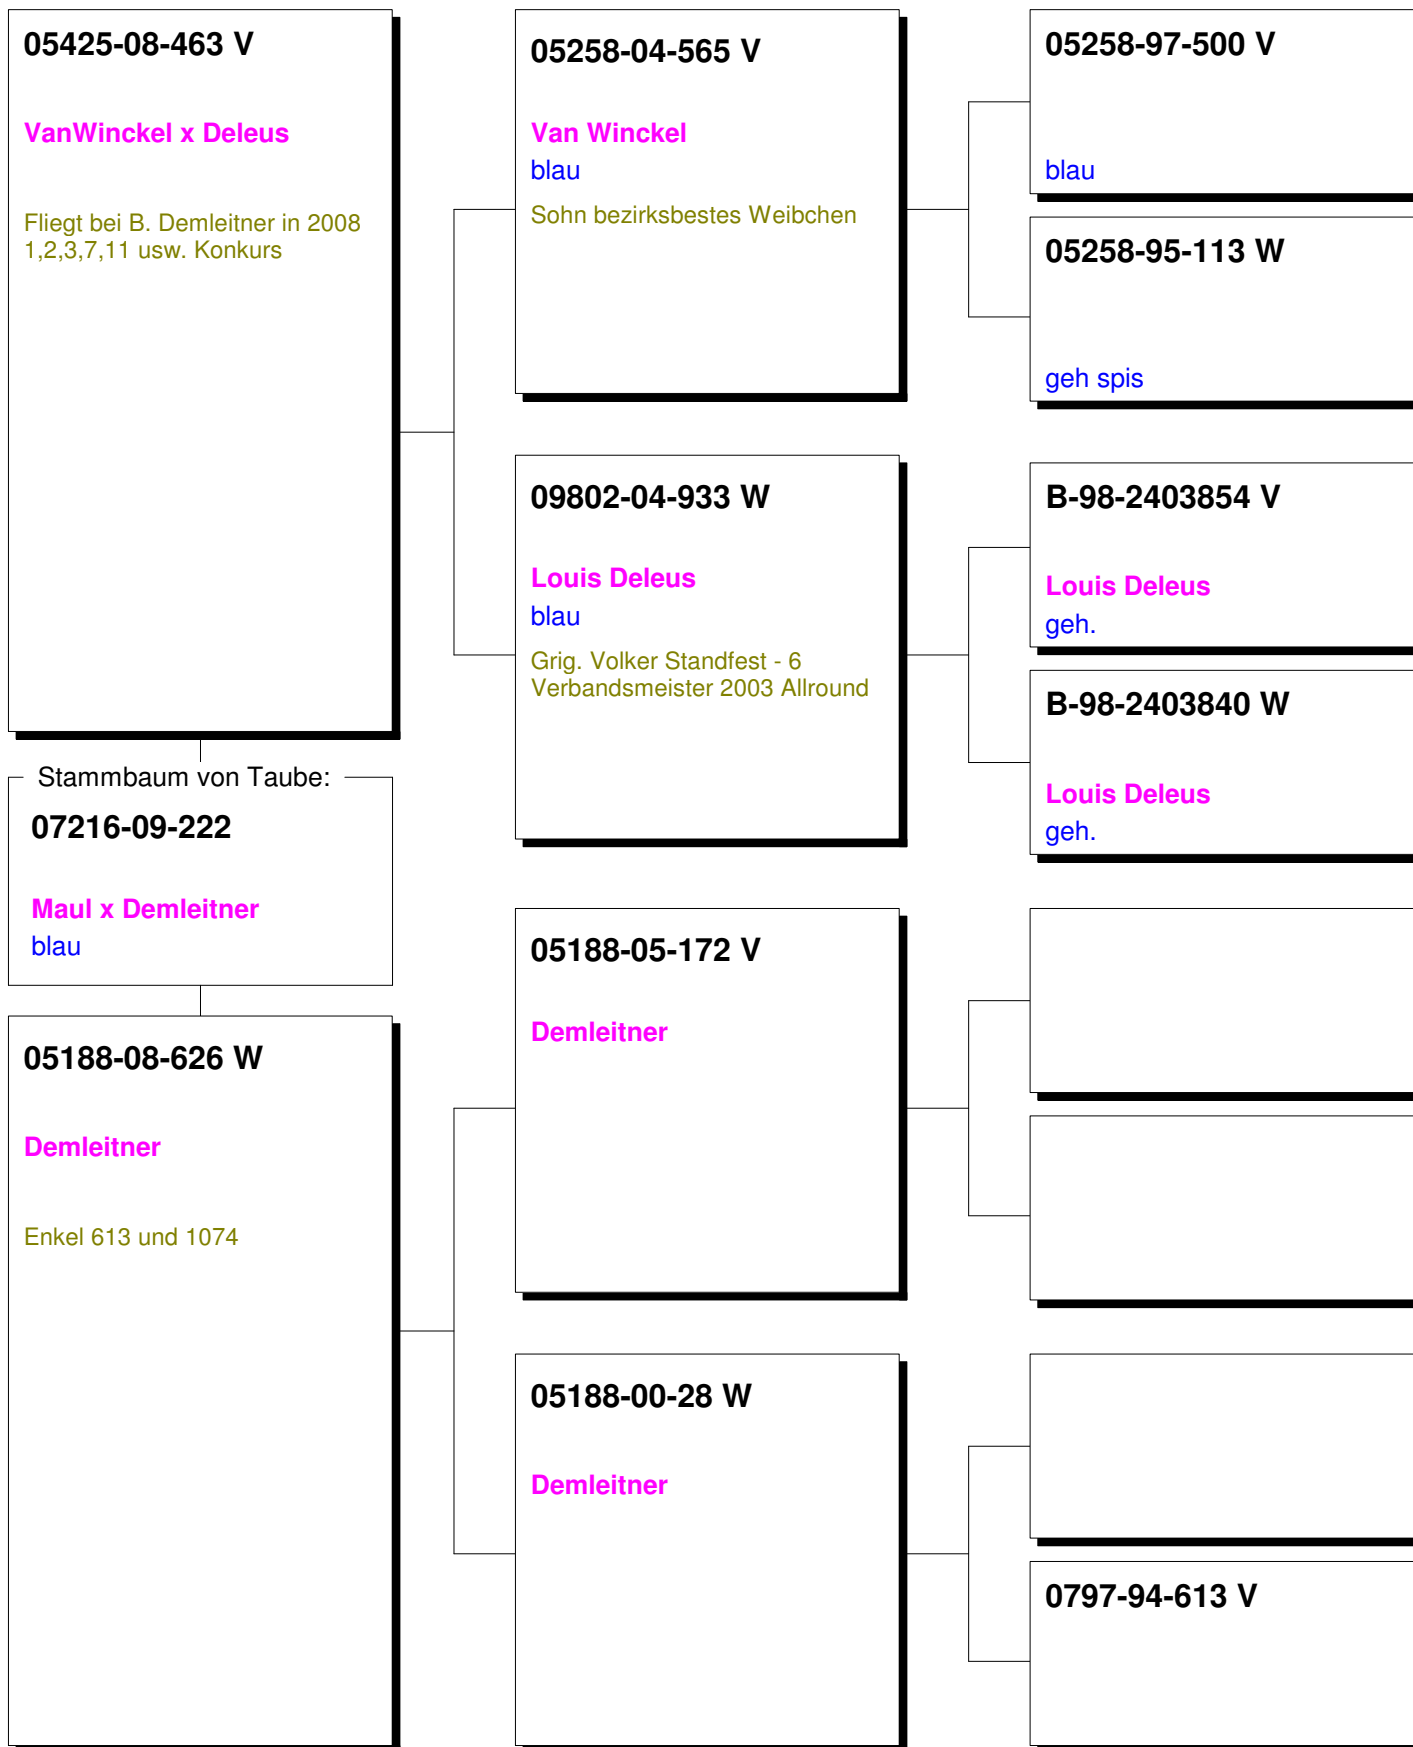 05425-08-463 V
VanWinckel x Deleus
Fliegt bei B. Demleitner in 2008
1,2,3,7,11 usw. Konkurs
Stammbaum von Taube:
07216-09-222
Maul x Demleitner
blau
05188-08-626 W
Demleitner
Enkel 613 und 1074
05258-04-565 V
Van Winckel
blau
Sohn bezirksbestes Weibchen
09802-04-933 W
Louis Deleus
blau
Grig. Volker Standfest - 6
Verbandsmeister 2003 Allround
05188-05-172 V
Demleitner
05188-00-28 W
Demleitner
05258-97-500 V
blau
05258-95-113 W
geh spis
B-98-2403854 V
Louis Deleus
geh.
B-98-2403840 W
Louis Deleus
geh.
0797-94-613 V